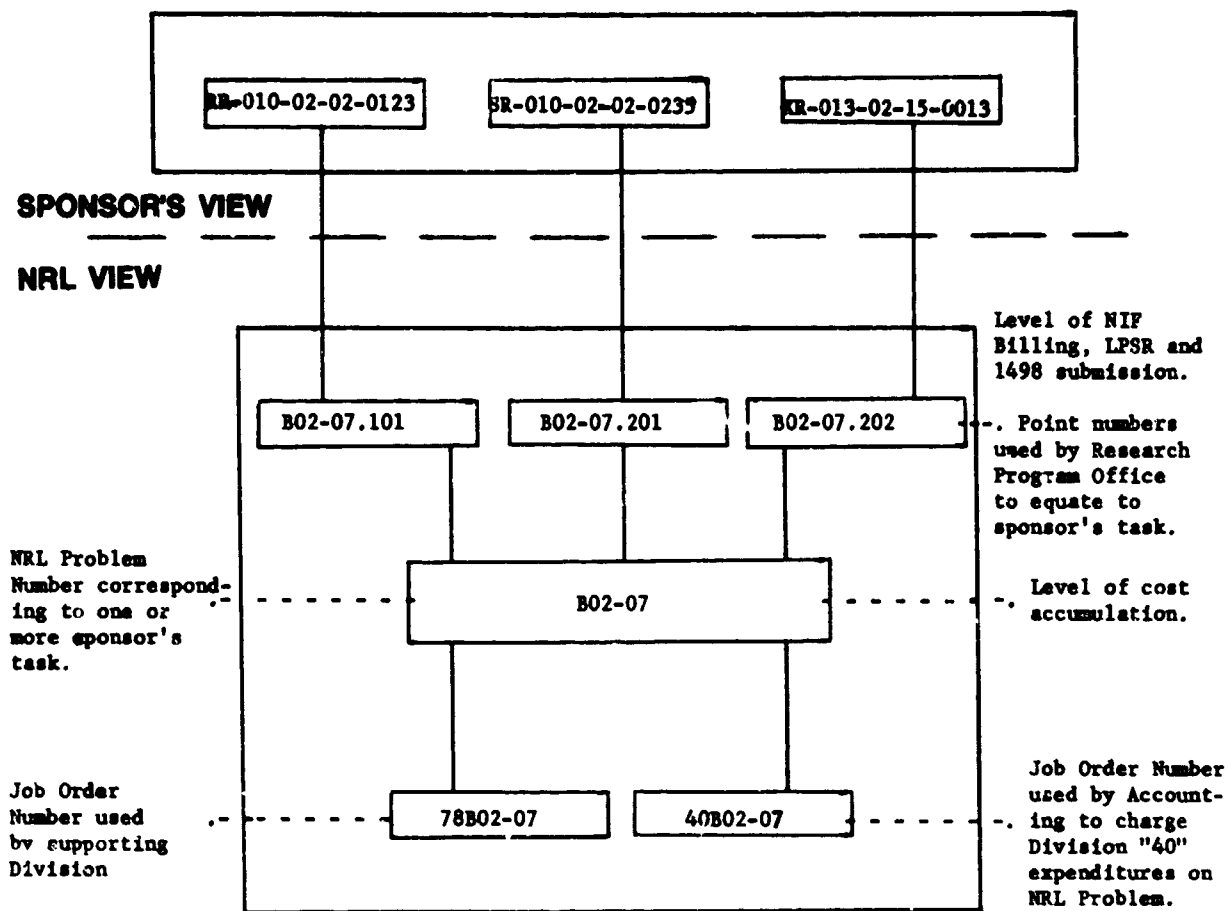 RR-010-02-02-0123
SR-010-02-02-0235
XR-013-02-15-0013
SPONSOR'S VIEW
NRL VIEW
Level of NIF
Billing, LPSR and
1498 submission.
B02-07.101
B02-07.201
B02-07.202
. Point numbers
used by Research
Program Office
to equate to
sponsor's task.
NRL Problem
Number correspond-
ing to one or
more sponsor's
task.
B02-07
. Level of cost
accumulation.
Job Order
Number used
by supporting
Division
78B02-07
40B02-07
Job Order Number
used by Account-
. ing to charge
Division "40"
expenditures on
NRL Problem.